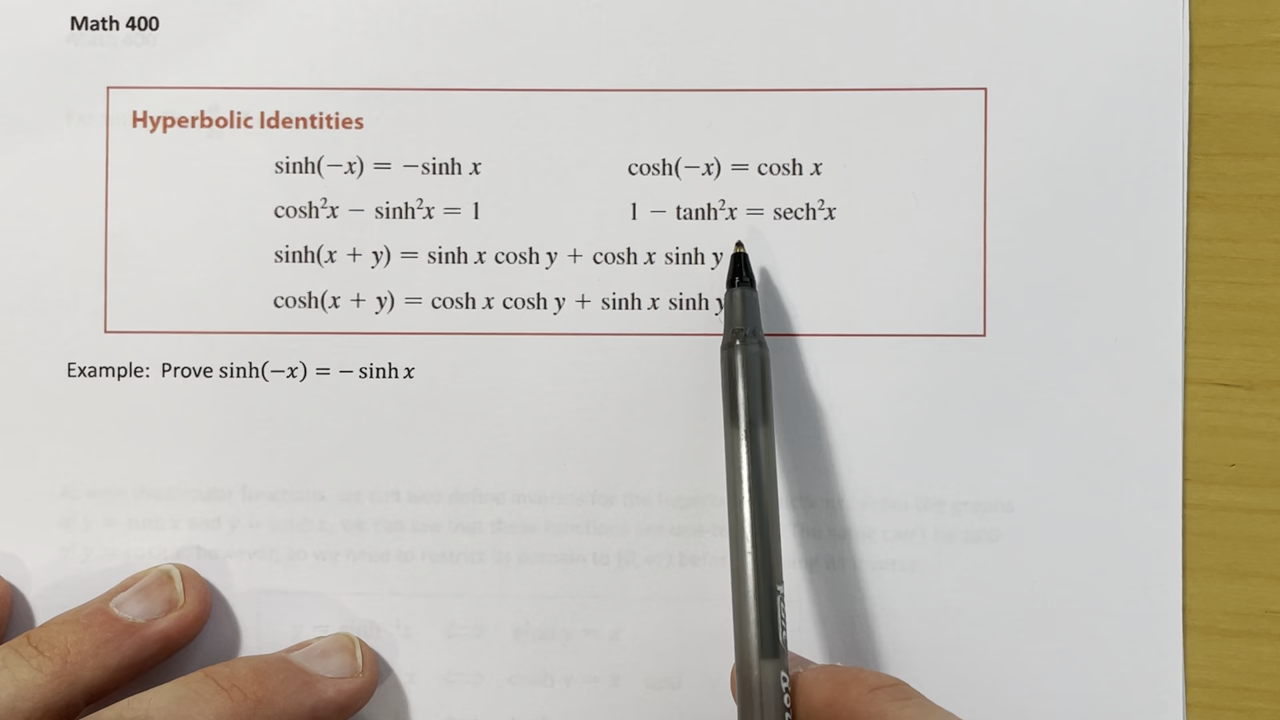 Math 400
Hyperbolic Identities
sinh(−x) = −sinh x cosh(−x) = cosh x
cosh²x − sinh²x = 1 1 − tanh²x = sech²x
sinh(x + y) = sinh x cosh y + cosh x sinh y
cosh(x + y) = cosh x cosh y + sinh x sinh y
Example: Prove sinh(−x) = − sinh x